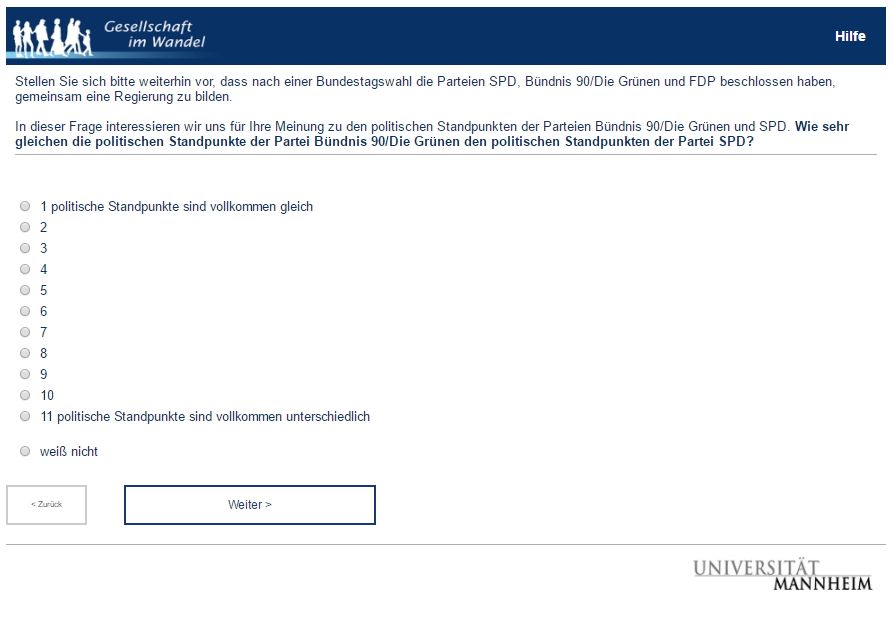 Gesellschaft
im Wandel
Hilfe
Stellen Sie sich bitte weiterhin vor, dass nach einer Bundestagswahl die Parteien SPD, Bündnis 90/Die Grünen und FDP beschlossen haben,
gemeinsam eine Regierung zu bilden.
In dieser Frage interessieren wir uns für Ihre Meinung zu den politischen Standpunkten der Parteien Bündnis 90/Die Grünen und SPD. Wie sehr
gleichen die politischen Standpunkte der Partei Bündnis 90/Die Grünen den politischen Standpunkten der Partei SPD?
1 politische Standpunkte sind vollkommen gleich
2
3
4
5
6
7
8
9
10
11 politische Standpunkte sind vollkommen unterschiedlich
weiß nicht
< Zurück
Weiter >
UNIVERSITÄT
MANNHEIM